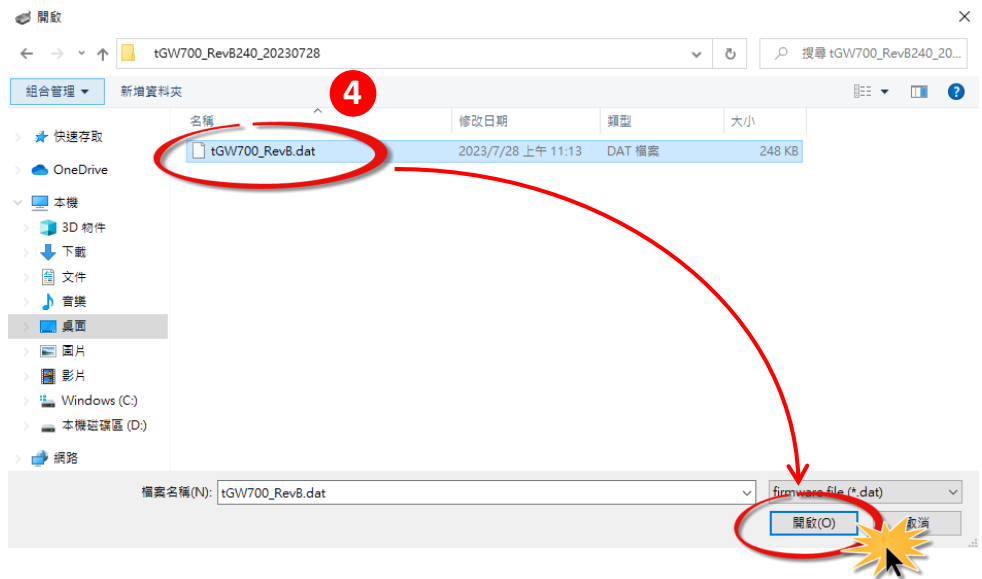 開啟
tGW700_RevB240_20230728
搜尋 tGW700_RevB240_20...
組合管理
新增資料夾
4
名稱 修改日期 類型 大小
tGW700_RevB.dat 2023/7/28 上午 11:13 DAT 檔案 248 KB
快速存取
OneDrive
本機
3D 物件
下載
文件
音樂
桌面
圖片
影片
Windows (C:)
本機磁碟區 (D:)
網路
檔案名稱(N): tGW700_RevB.dat firmware file (*.dat)
開啟(O) 取消